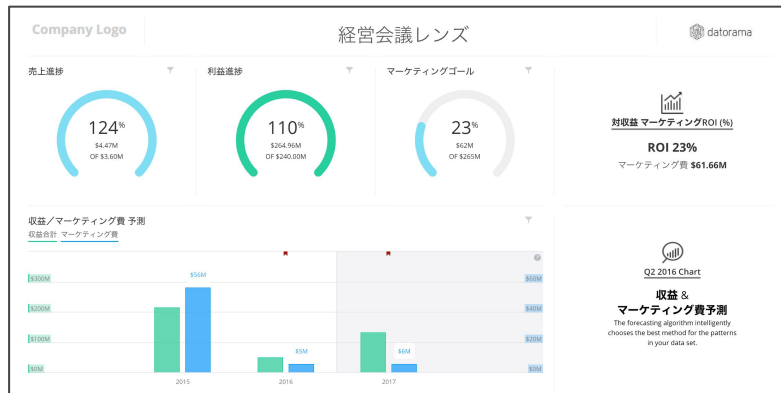 Company Logo
経営会議レンズ
datorama
売上進捗
124%
$4.47M
OF $3.60M
利益進捗
110%
$264.96M
OF $240.00M
マーケティングゴール
23%
$62M
OF $265M
対収益 マーケティングROI (%)
ROI 23%
マーケティング費 $61.66M
収益／マーケティング費 予測
収益合計 マーケティング費
?
$300M
$200M
$100M
$0M
$56M
$5M
$6M
$60M
$40M
$20M
$0M
2015
2016
2017
Q2 2016 Chart
収益 &
マーケティング費予測
The forecasting algorithm intelligently
chooses the best method for the patterns
in your data set.